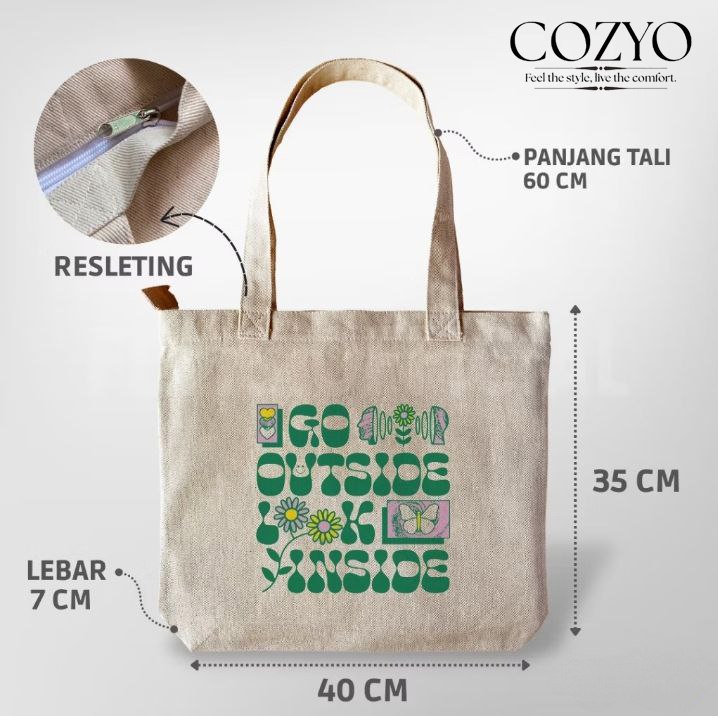 COZYO
Feel the style, live the comfort.
PANJANG TALI
60 CM
RESLETING
GO
OUTSIDE
LOOK
INSIDE
35 CM
LEBAR
7 CM
40 CM